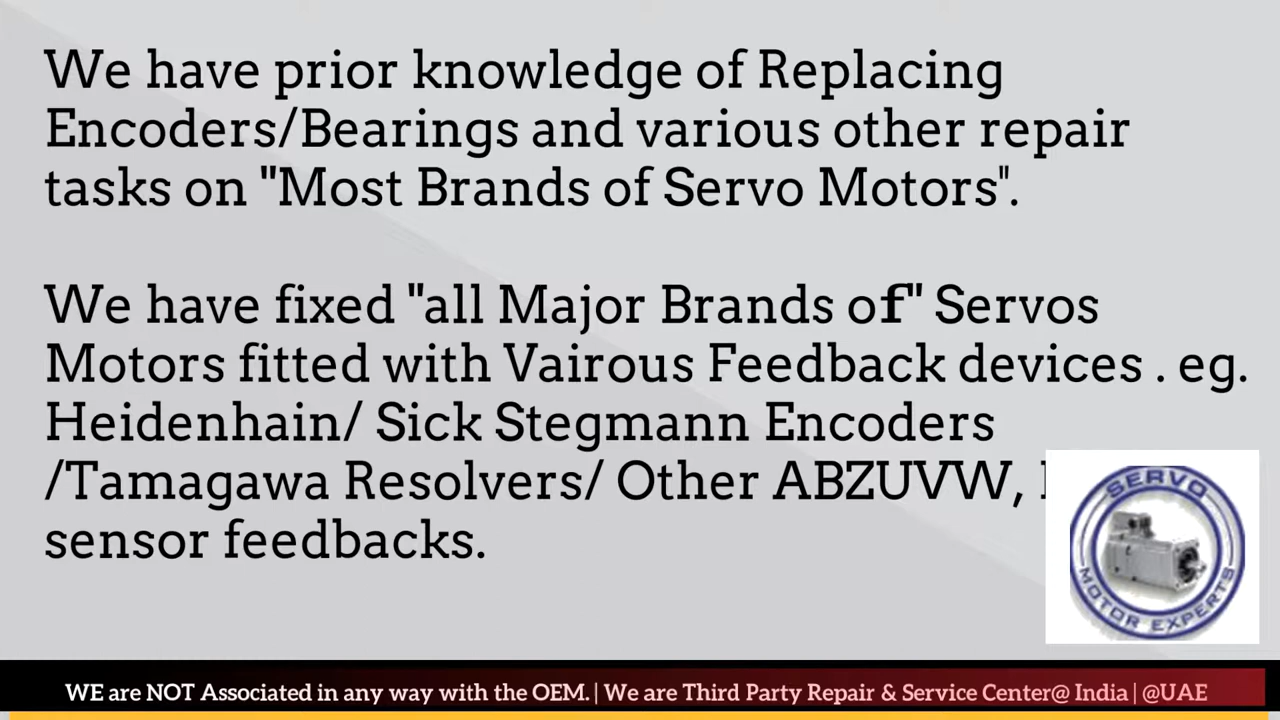 We have prior knowledge of Replacing
Encoders/Bearings and various other repair
tasks on "Most Brands of Servo Motors".
We have fixed "all Major Brands of" Servos
Motors fitted with Vairous Feedback devices . eg.
Heidenhain/ Sick Stegmann Encoders
/Tamagawa Resolvers/ Other ABZUVW,
sensor feedbacks.
SERVO
MOTOR EXPERTS
WE are NOT Associated in any way with the OEM. | We are Third Party Repair & Service Center@ India | @UAE